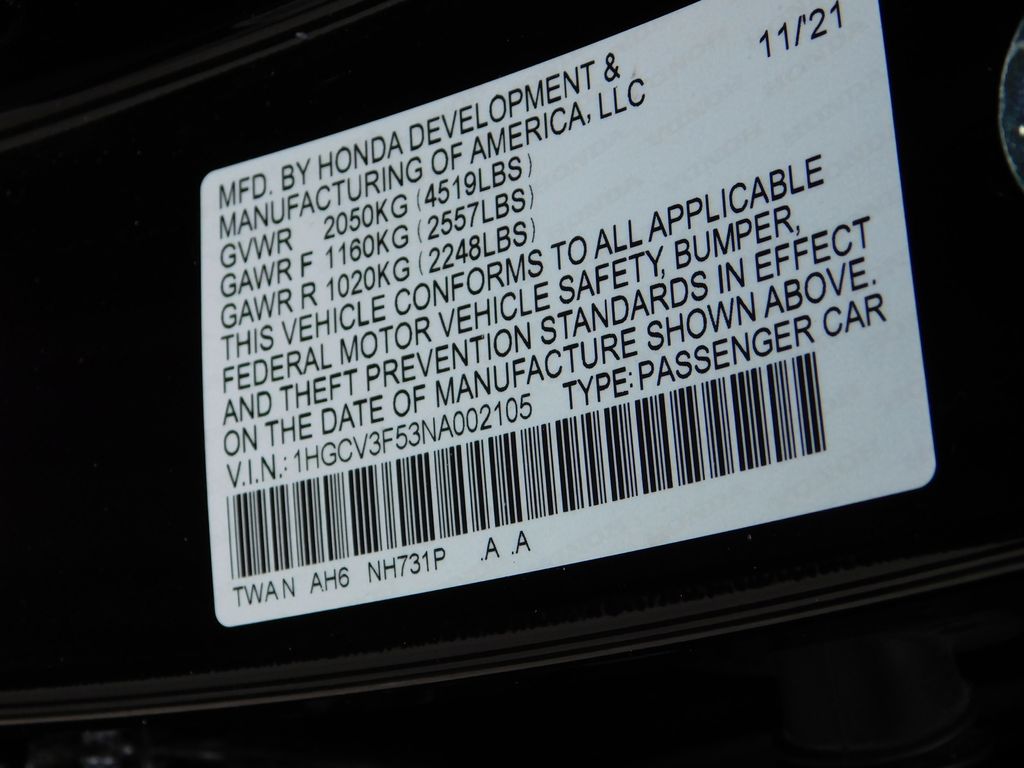 11/'21
MFD. BY HONDA DEVELOPMENT &
MANUFACTURING OF AMERICA, LLC
GVWR 2050KG (4519LBS)
GAWR F 1160KG (2557LBS)
GAWR R 1020KG (2248LBS)
THIS VEHICLE CONFORMS TO ALL APPLICABLE
FEDERAL MOTOR VEHICLE SAFETY, BUMPER,
AND THEFT PREVENTION STANDARDS IN EFFECT
ON THE DATE OF MANUFACTURE SHOWN ABOVE.
V.I.N.: 1HGCV3F53NA002105 TYPE: PASSENGER CAR
TWAN AH6 NH731P .A .A